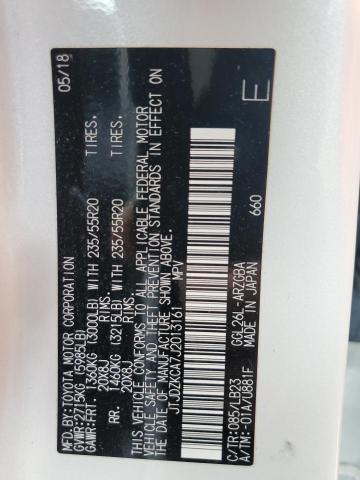 MFD.BY:TOYOTA MOTOR CORPORATION 05/18
GVWR:2715KG (5985LB)
GAWR:FRT. 1360KG (3000LB) WITH 235/55R20 TIRES,
20X8J RIMS.
RR. 1460KG (3215LB) WITH 235/55R20 TIRES,
20X8J RIMS.
THIS VEHICLE CONFORMS TO ALL APPLICABLE FEDERAL MOTOR
VEHICLE SAFETY AND THEFT PREVENTION STANDARDS IN EFFECT ON
THE DATE OF MANUFACTURE SHOWN ABOVE.
JTJDZKCA7J2013161 MPV
660 E
C/TR:085/LB23 GGL26L-ARZGBA
A/TM:-01A/U881F MADE IN JAPAN